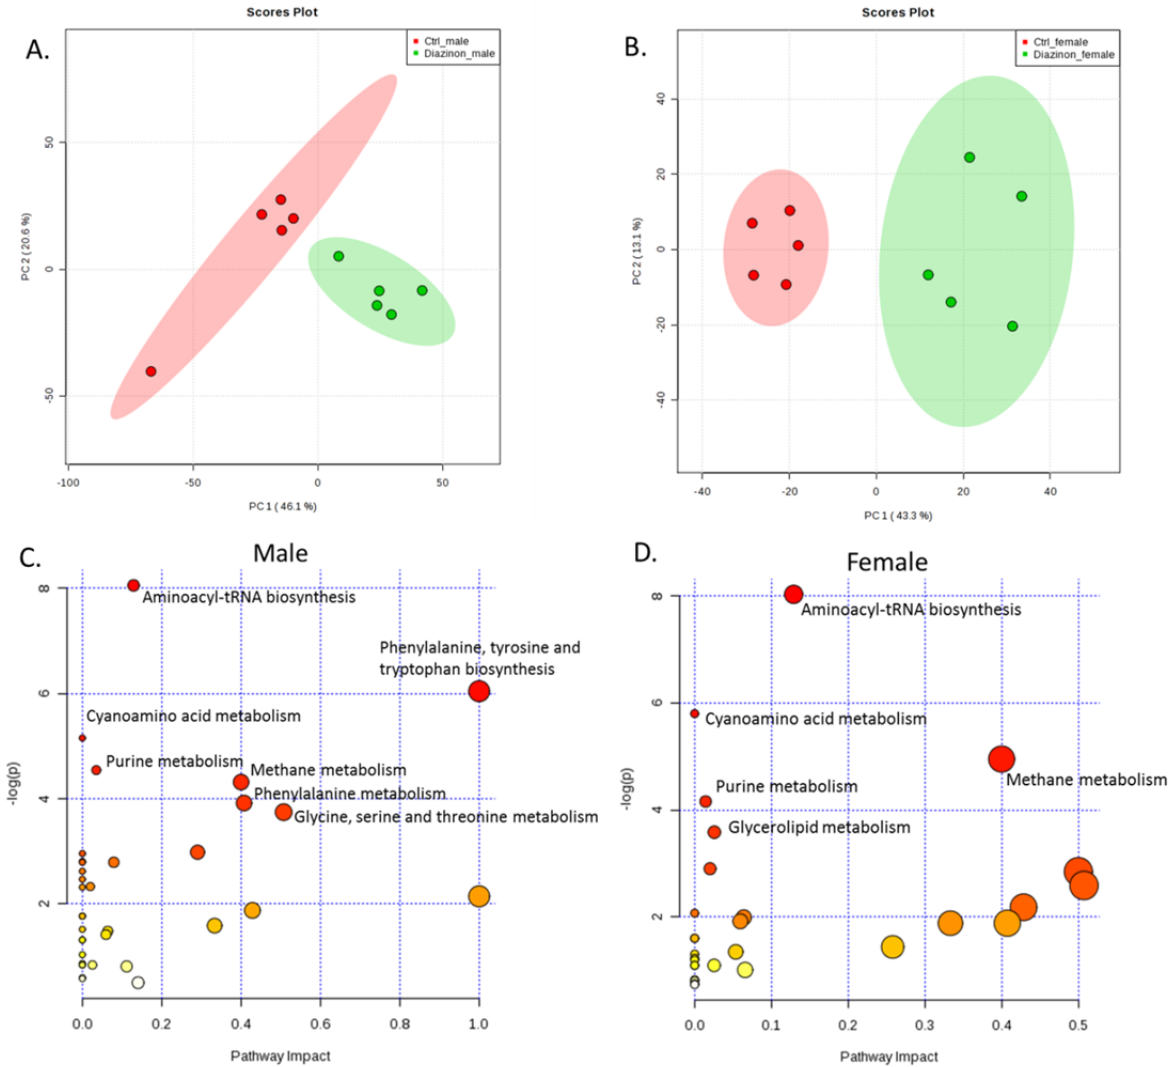 Scores Plot
A.
Ctrl_male
Diazinon_male
50
0
-50
PC 2 ( 20.6 %)
-100
-50
0
50
PC 1 ( 46.1 %)
Scores Plot
B.
Ctrl_female
Diazinon_female
40
20
0
-20
-40
PC 2 ( 13.1 %)
-40
-20
0
20
40
PC 1 ( 43.3 %)
C.
Male
8
6
4
2
-log(p)
Aminoacyl-tRNA biosynthesis
Phenylalanine, tyrosine and
tryptophan biosynthesis
Cyanoamino acid metabolism
Purine metabolism
Methane metabolism
Phenylalanine metabolism
Glycine, serine and threonine metabolism
0.0
0.2
0.4
0.6
0.8
1.0
Pathway Impact
D.
Female
8
6
4
2
-log(p)
Aminoacyl-tRNA biosynthesis
Cyanoamino acid metabolism
Methane metabolism
Purine metabolism
Glycerolipid metabolism
0.0
0.1
0.2
0.3
0.4
0.5
Pathway Impact